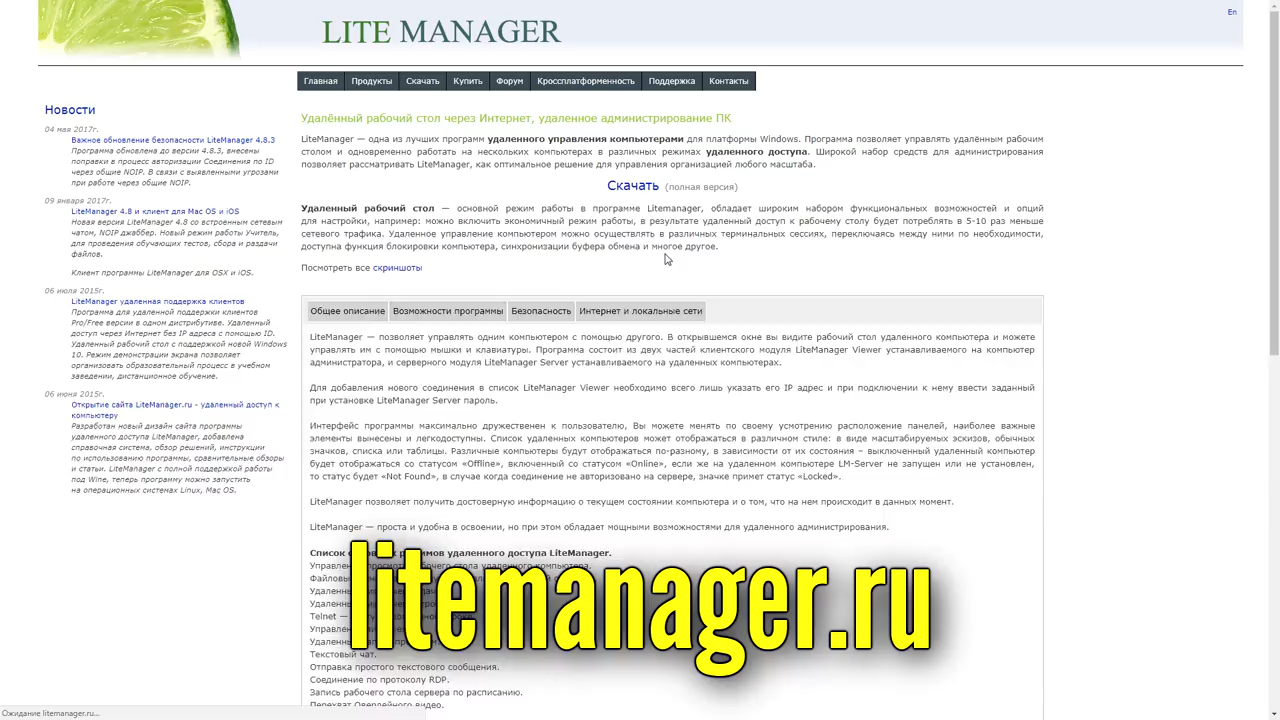 En
LITE MANAGER
Главная Продукты Скачать Купить Форум Кроссплатформенность Поддержка Контакты
Новости
04 мая 2017г.
Важное обновление безопасности LiteManager 4.8.3
Программа обновлена до версии 4.8.3, внесены
поправки в процесс авторизации Соединения по ID
через общие NOIP. В связи с выявленными угрозами
при работе через общие NOIP.
09 января 2017г.
LiteManager 4.8 и клиент для Mac OS и iOS
Новая версия LiteManager 4.8 со встроенным сетевым
чатом, NOIP джаббер. Новый режим работы Учитель,
для проведения обучающих тестов, сбора и раздачи
файлов.
Клиент программы LiteManager для OSX и iOS.
06 июля 2015г.
LiteManager удаленная поддержка клиентов
Программа для удаленной поддержки клиентов
Pro/Free версии в одном дистрибутиве. Удаленный
доступ через Интернет без IP адреса с помощью ID.
Удаленный рабочий стол с поддержкой новой Windows
10. Режим демонстрации экрана позволяет
организовать образовательный процесс в учебном
заведении, дистанционное обучение.
06 июня 2015г.
Открытие сайта LiteManager.ru - удаленный доступ к
компьютеру
Разработан новый дизайн сайта программы
удаленного доступа LiteManager, добавлена
справочная система, обзор решений, инструкции
по использованию программы, сравнительные обзоры
и статьи. LiteManager с полной поддержкой работы
под Wine, теперь программу можно запустить
на операционных системах Linux, Mac OS.
Удалённый рабочий стол через Интернет, удаленное администрирование ПК
LiteManager — одна из лучших программ удаленного управления компьютерами для платформы Windows. Программа позволяет управлять удалённым рабочим
столом и одновременно работать на нескольких компьютерах в различных режимах удаленного доступа. Широкой набор средств для администрирования
позволяет рассматривать LiteManager, как оптимальное решение для управления организацией любого масштаба.
Скачать (полная версия)
Удаленный рабочий стол — основной режим работы в программе Litemanager, обладает широким набором функциональных возможностей и опций
для настройки, например: можно включить экономный режим работы, в результате удаленный доступ к рабочему столу будет потреблять в 5-10 раз меньше
сетевого трафика. Удаленное управление компьютером можно осуществлять в различных терминальных сессиях, переключаясь между ними по необходимости,
доступна функция блокировки компьютера, синхронизации буфера обмена и многое другое.
Посмотреть все скриншоты
Общее описание Возможности программы Безопасность Интернет и локальные сети
LiteManager — позволяет управлять одним компьютером с помощью другого. В открывшемся окне вы видите рабочий стол удаленного компьютера и можете
управлять им с помощью мышки и клавиатуры. Программа состоит из двух частей клиентского модуля LiteManager Viewer устанавливаемого на компьютер
администратора, и серверного модуля LiteManager Server устанавливаемого на удаленных компьютерах.
Для добавления нового соединения в список LiteManager Viewer необходимо всего лишь указать его IP адрес и при подключении к нему ввести заданный
при установке LiteManager Server пароль.
Интерфейс программы максимально дружественен к пользователю, Вы можете менять по своему усмотрению расположение панелей, наиболее важные
элементы вынесены и легкодоступны. Список удаленных компьютеров может отображаться в различном стиле: в виде масштабируемых эскизов, обычных
значков, списка или таблицы. Различные компьютеры будут отображаться по-разному, в зависимости от их состояния – выключенный удаленный компьютер
будет отображаться со статусом «Offline», включенный со статусом «Online», если же на удаленном компьютере LM-Server не запущен или не установлен,
то статус будет «Not Found», в случае когда соединение не авторизовано на сервере, значке примет статус «Locked».
LiteManager позволяет получить достоверную информацию о текущем состоянии компьютера и о том, что на нем происходит в данных момент.
LiteManager — проста и удобна в освоении, но при этом обладает мощными возможностями для удаленного администрирования.
Список режимов удаленного доступа LiteManager.
удаленного компьютера.
Telnet —
Текстовый чат.
Отправка простого текстового сообщения.
Соединение по протоколу RDP.
Запись рабочего стола сервера по расписанию.
Перехват Оверлейного видео.
litemanager.ru
Ожидание litemanager.ru...